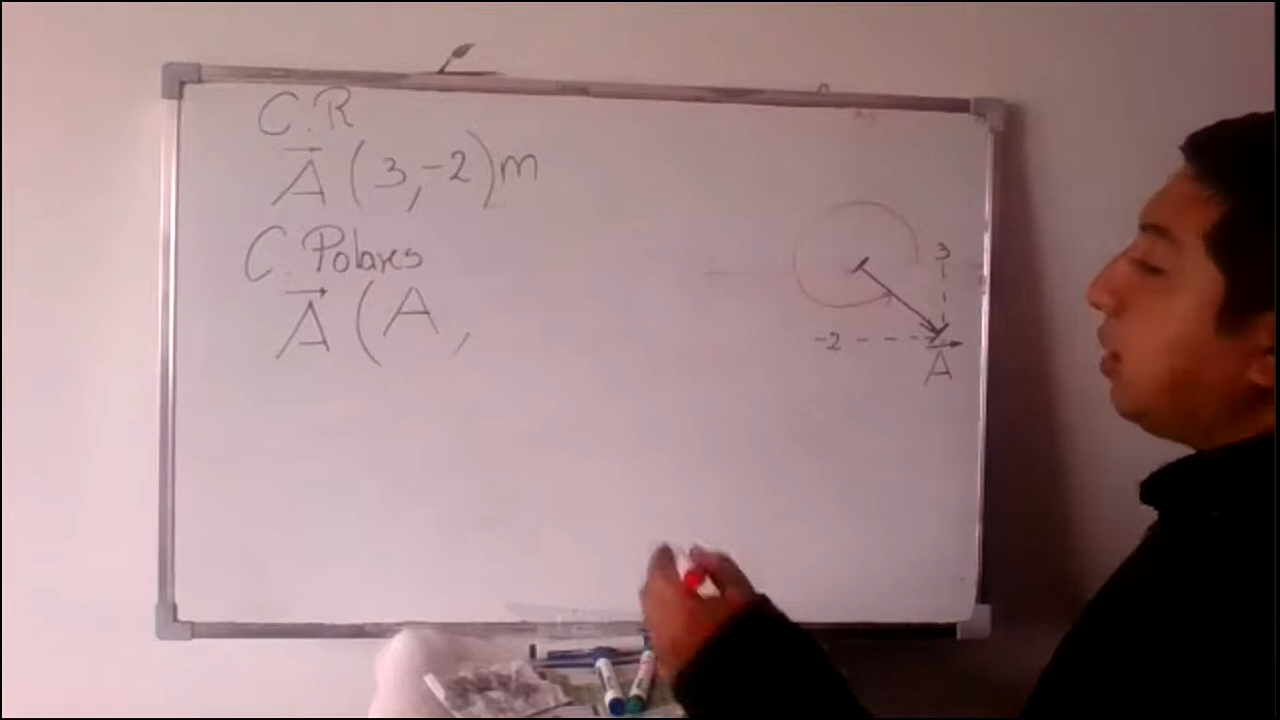 C.R
A (3,-2)m
C. Polares
A (A,
3
-2
A